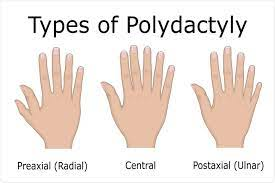 Types of Polydactyly
Preaxial (Radial) Central Postaxial (Ulnar)